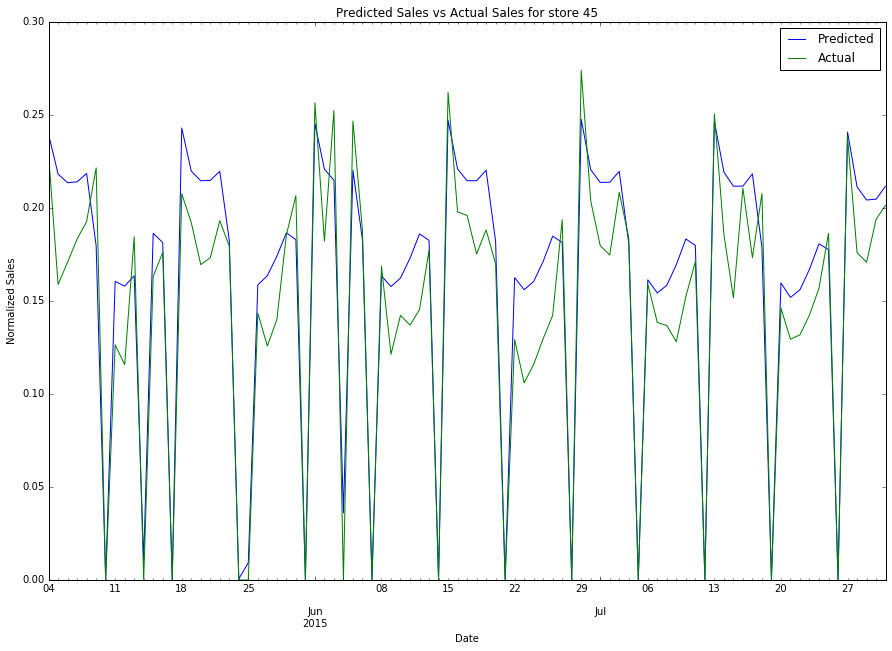 Predicted Sales vs Actual Sales for store 45
0.30
Predicted
Actual
0.25
0.20
0.15
0.10
0.05
0.00
Normalized Sales
04 11 18 25 08 15 22 29 06 13 20 27
Jun Jul
2015
Date